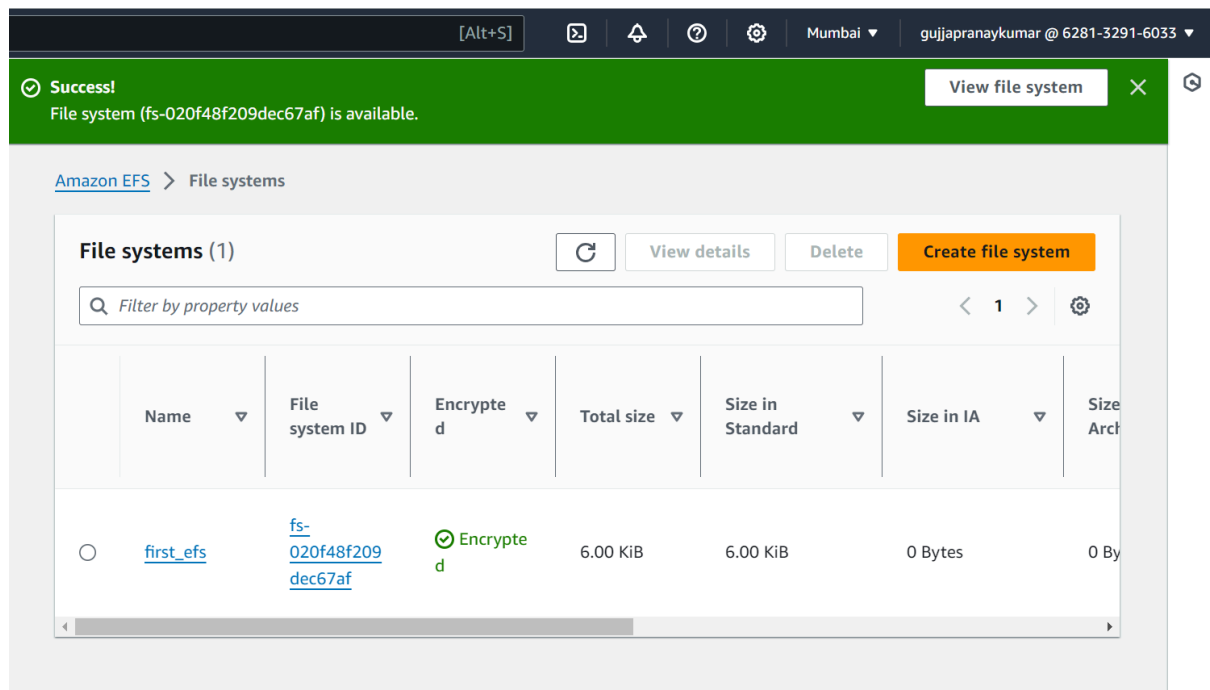 [Alt+S] Mumbai ▼ gujjapranaykumar @ 6281-3291-6033 ▼
Success!
View file system
File system (fs-020f48f209dec67af) is available.
Amazon EFS > File systems
File systems (1)
View details
Delete
Create file system
Filter by property values
< 1 >
Name
File
system ID
Encrypte
d
Total size
Size in
Standard
Size in IA
Size
Arch
first_efs
fs-
020f48f209
dec67af
Encrypte
d
6.00 KiB
6.00 KiB
0 Bytes
0 By